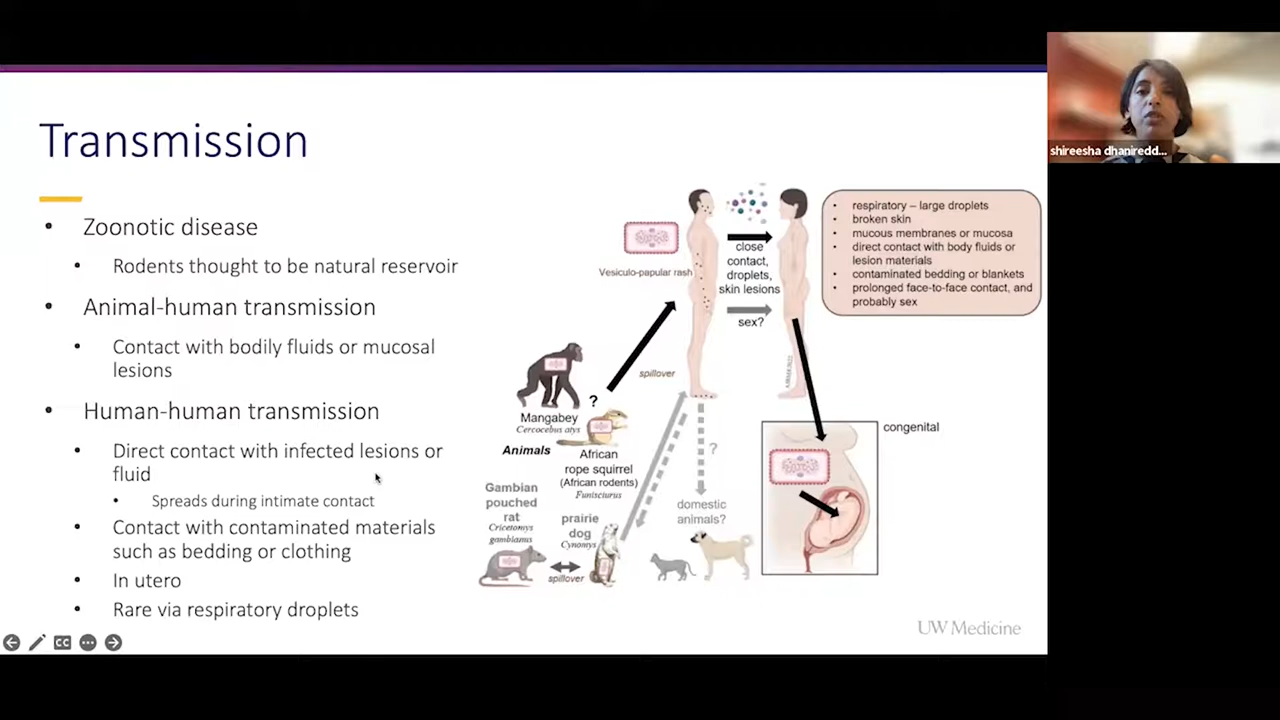 Transmission
• Zoonotic disease
• Rodents thought to be natural reservoir
• Animal-human transmission
• Contact with bodily fluids or mucosal
lesions
• Human-human transmission
• Direct contact with infected lesions or
fluid
• Spreads during intimate contact
• Contact with contaminated materials
such as bedding or clothing
• In utero
• Rare via respiratory droplets
Vesiculo-papular rash
close
contact,
droplets,
skin lesions
sex?
• respiratory – large droplets
• broken skin
• mucous membranes or mucosa
• direct contact with body fluids or
lesion materials
• contaminated bedding or blankets
• prolonged face-to-face contact, and
probably sex
spillover
?
Mangabey
Cercocebus atys
Animals
African
rope squirrel
(African rodents)
Funisciurus
Gambian
pouched
rat
Cricetomys
gambianus
prairie
dog
Cynomys
spillover
?
domestic
animals?
congenital
UW Medicine
CC
shireesha dhaniredd...